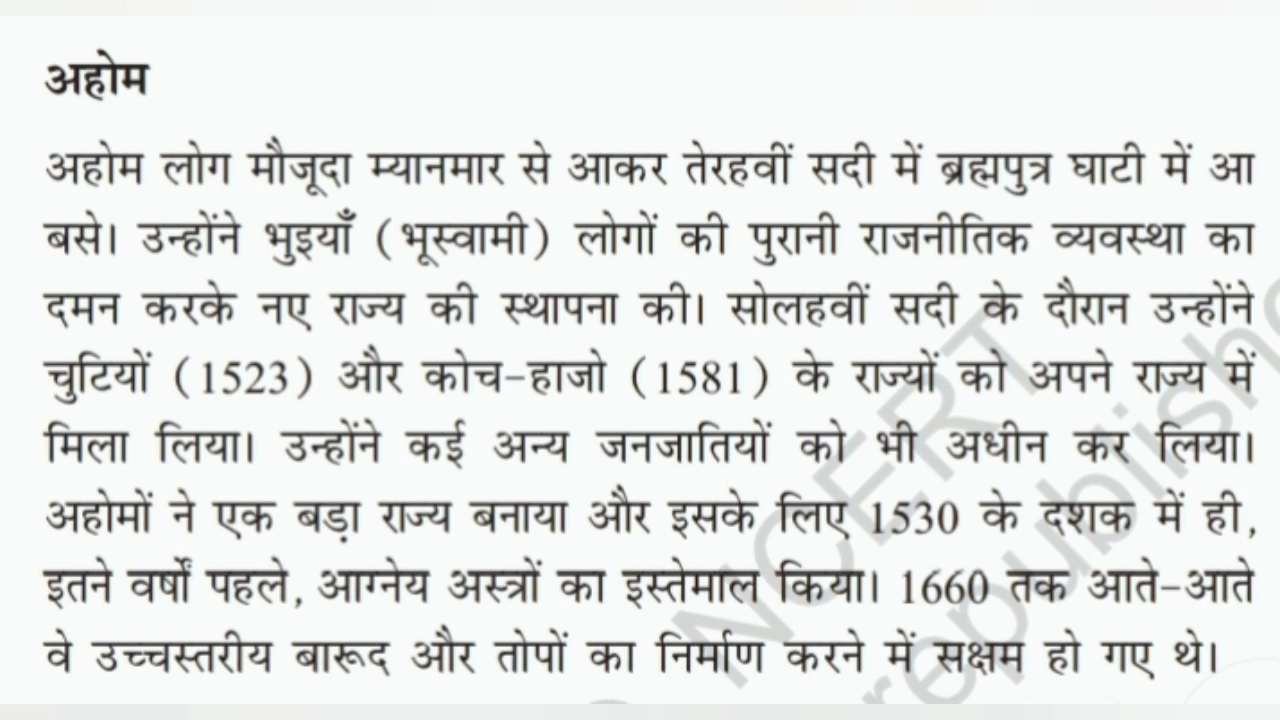 अहोम
अहोम लोग मौजूदा म्यानमार से आकर तेरहवीं सदी में ब्रह्मपुत्र घाटी में आ
बसे। उन्होंने भुइयाँ (भूस्वामी) लोगों की पुरानी राजनीतिक व्यवस्था का
दमन करके नए राज्य की स्थापना की। सोलहवीं सदी के दौरान उन्होंने
चुटियों (1523) और कोच-हाजो (1581) के राज्यों को अपने राज्य में
मिला लिया। उन्होंने कई अन्य जनजातियों को भी अधीन कर लिया।
अहोमों ने एक बड़ा राज्य बनाया और इसके लिए 1530 के दशक में ही,
इतने वर्षों पहले, आग्नेय अस्त्रों का इस्तेमाल किया। 1660 तक आते-आते
वे उच्चस्तरीय बारूद और तोपों का निर्माण करने में सक्षम हो गए थे।
NCERT
republishe